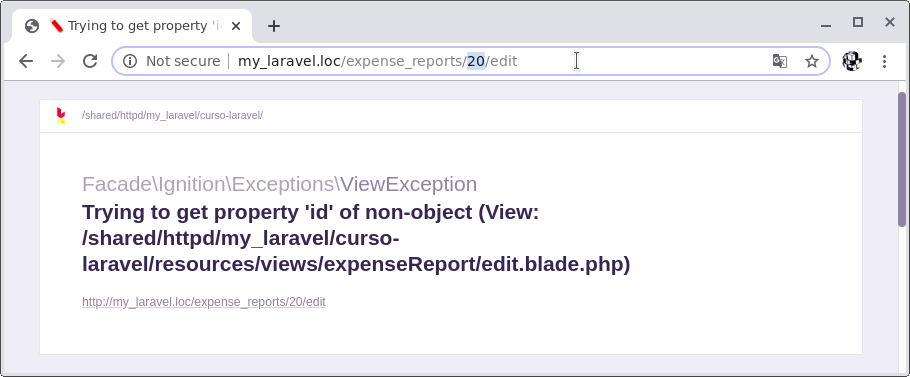 Trying to get property 'i
Not secure
my_laravel.loc/expense_reports/20/edit
/shared/httpd/my_laravel/curso-laravel/
Facade\Ignition\Exceptions\ViewException
Trying to get property 'id' of non-object (View:
/shared/httpd/my_laravel/curso-
laravel/resources/views/expenseReport/edit.blade.php)
http://my_laravel.loc/expense_reports/20/edit